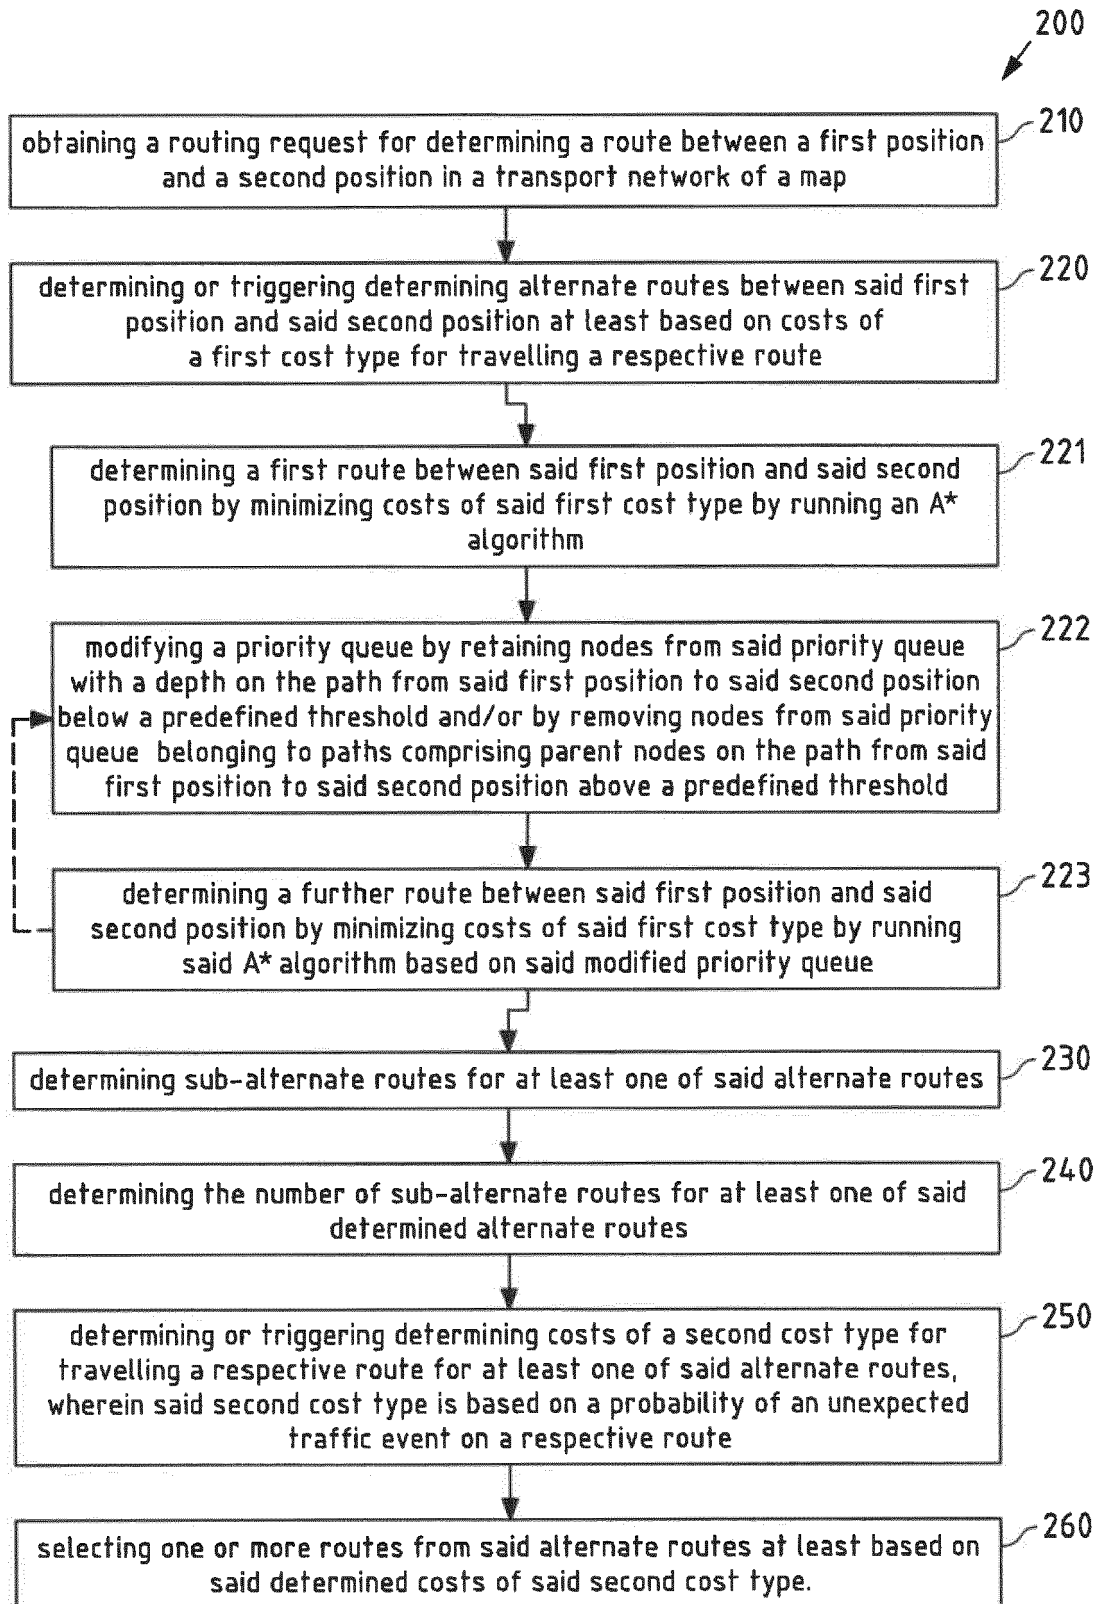 200
210
obtaining a routing request for determining a route between a first position
and a second position in a transport network of a map
220
determining or triggering determining alternate routes between said first
position and said second position at least based on costs of
a first cost type for travelling a respective route
221
determining a first route between said first position and said second
position by minimizing costs of said first cost type by running an A*
algorithm
222
modifying a priority queue by retaining nodes from said priority queue
with a depth on the path from said first position to said second position
below a predefined threshold and/or by removing nodes from said priority
queue belonging to paths comprising parent nodes on the path from said
first position to said second position above a predefined threshold
223
determining a further route between said first position and said
second position by minimizing costs of said first cost type by running
said A* algorithm based on said modified priority queue
230
determining sub-alternate routes for at least one of said alternate routes
240
determining the number of sub-alternate routes for at least one of said
determined alternate routes
250
determining or triggering determining costs of a second cost type for
travelling a respective route for at least one of said alternate routes,
wherein said second cost type is based on a probability of an unexpected
traffic event on a respective route
260
selecting one or more routes from said alternate routes at least based on
said determined costs of said second cost type.